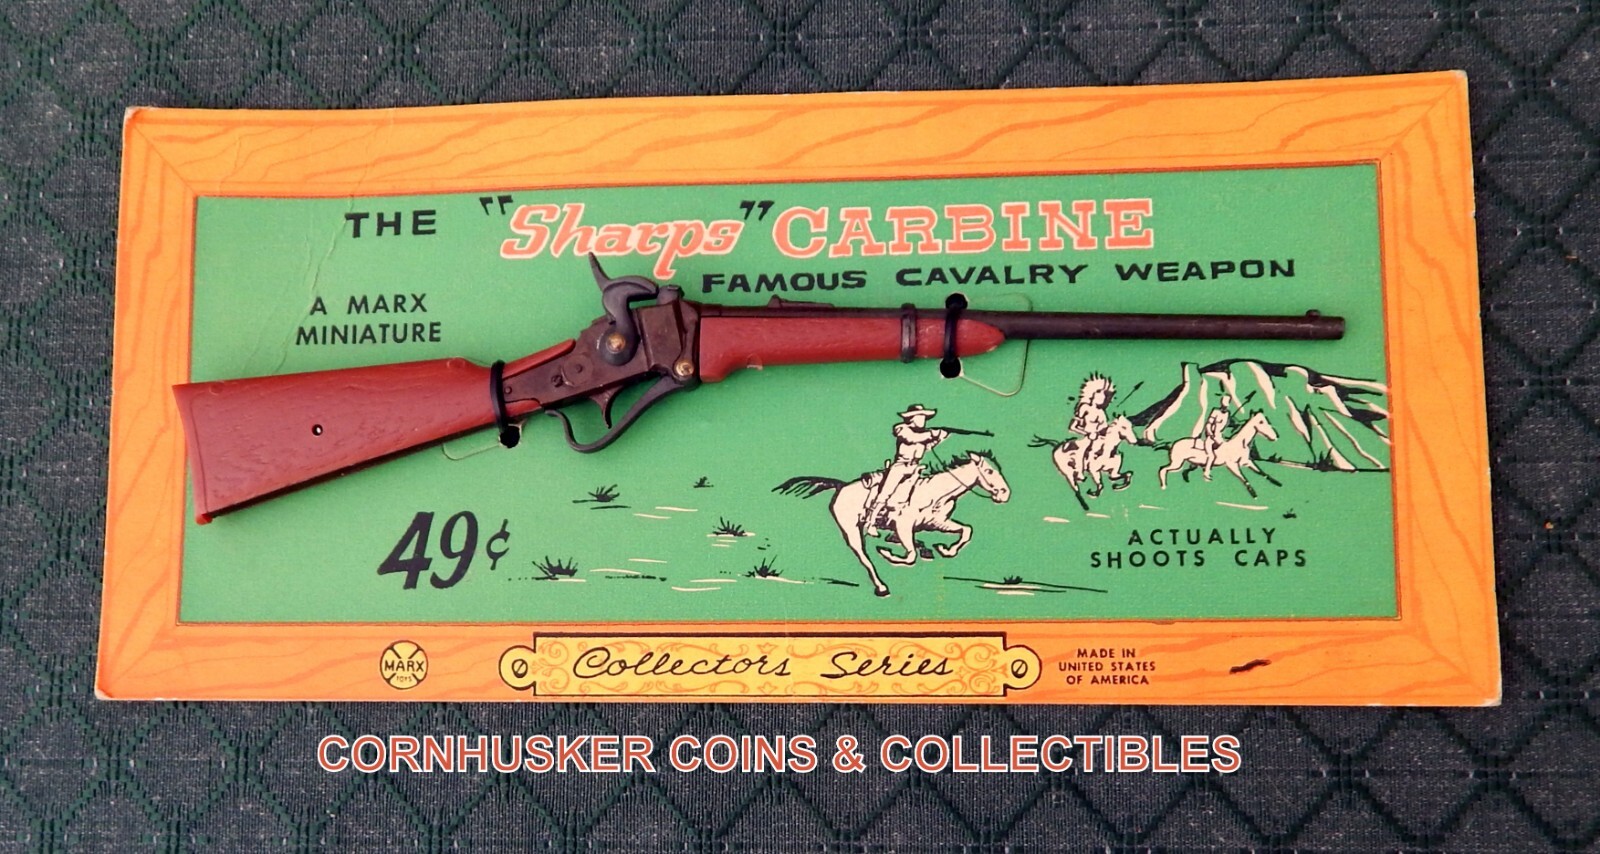 THE "Sharps" CARBINE
FAMOUS CAVALRY WEAPON
A MARX
MINIATURE
49¢
ACTUALLY
SHOOTS CAPS
MARX
TOYS
Collectors Series
MADE IN
UNITED STATES
OF AMERICA
CORNHUSKER COINS & COLLECTIBLES